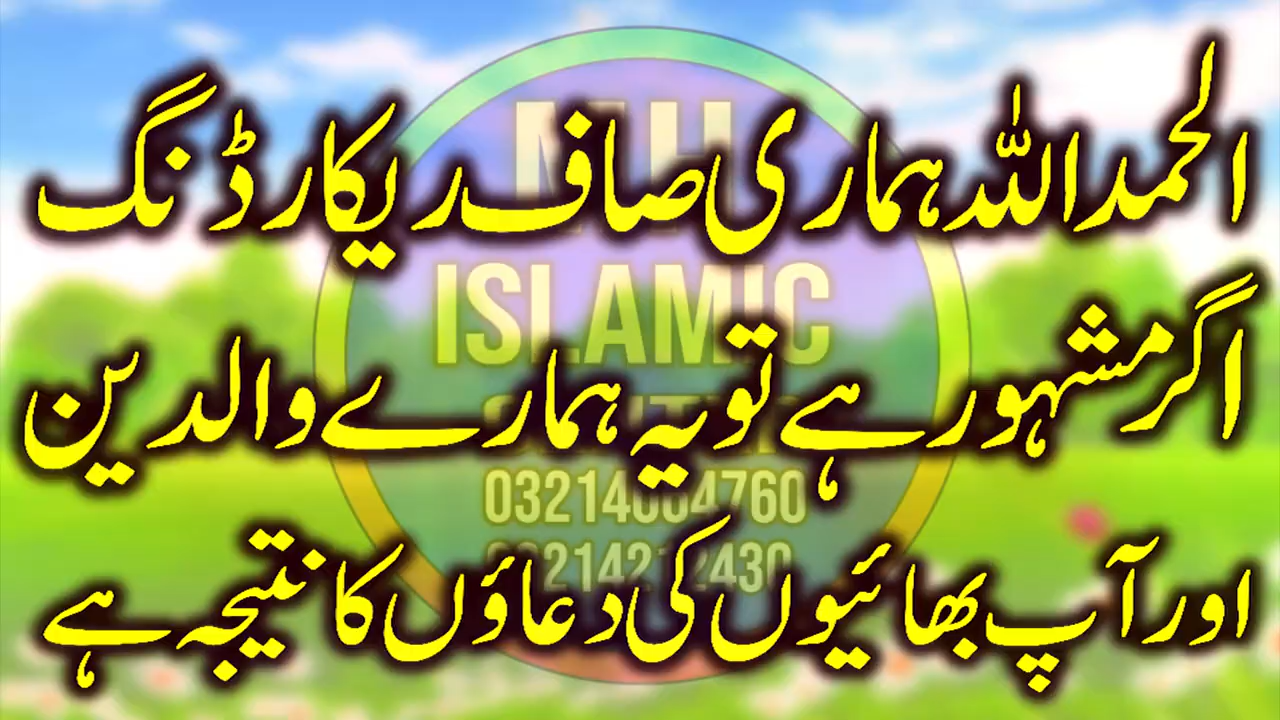 الحمداللہ ہماری صاف ریکارڈنگ
اگر مشہور ہے تو یہ ہمارے والدین
اور آپ بھائیوں کی دعاؤں کا نتیجہ ہے
ISLAMIC